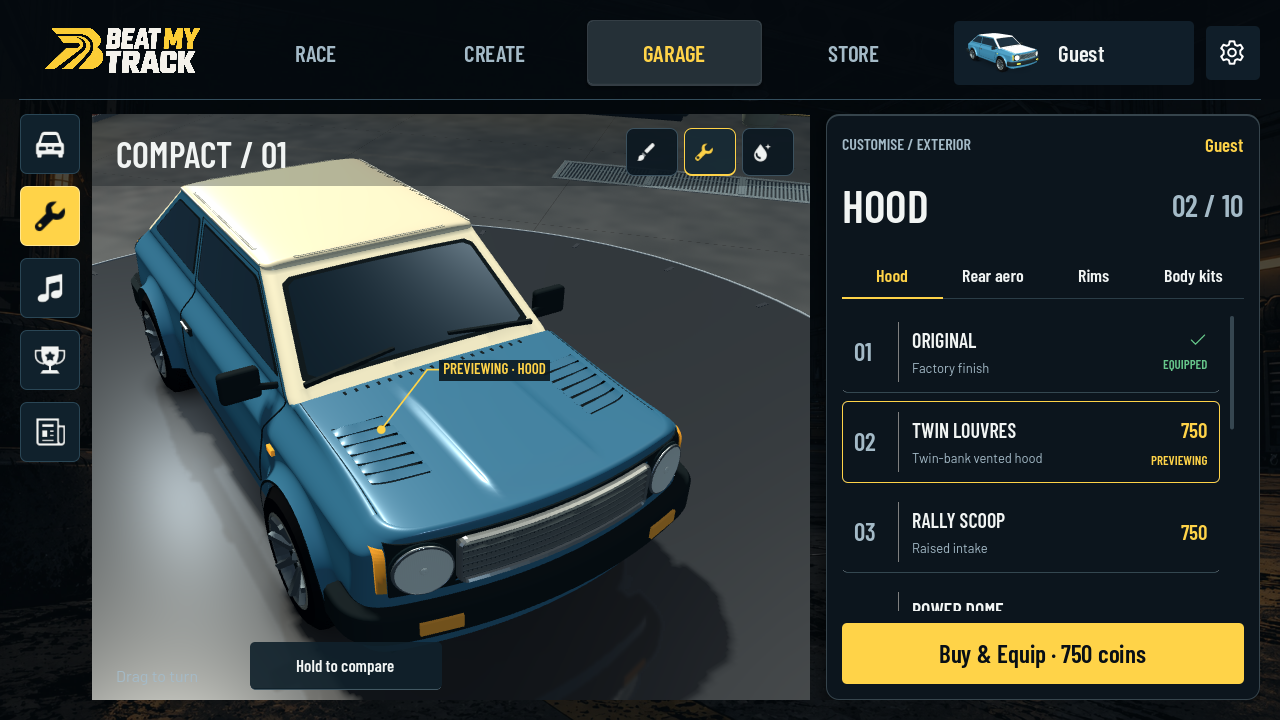 BEAT MY
TRACK
RACE
CREATE
GARAGE
STORE
Guest
COMPACT / 01
PREVIEWING · HOOD
Drag to turn
Hold to compare
CUSTOMISE / EXTERIOR
Guest
HOOD
02 / 10
Hood
Rear aero
Rims
Body kits
01
ORIGINAL
Factory finish
EQUIPPED
02
TWIN LOUVRES
Twin-bank vented hood
750
PREVIEWING
03
RALLY SCOOP
Raised intake
750
POWER DOME
Buy & Equip · 750 coins